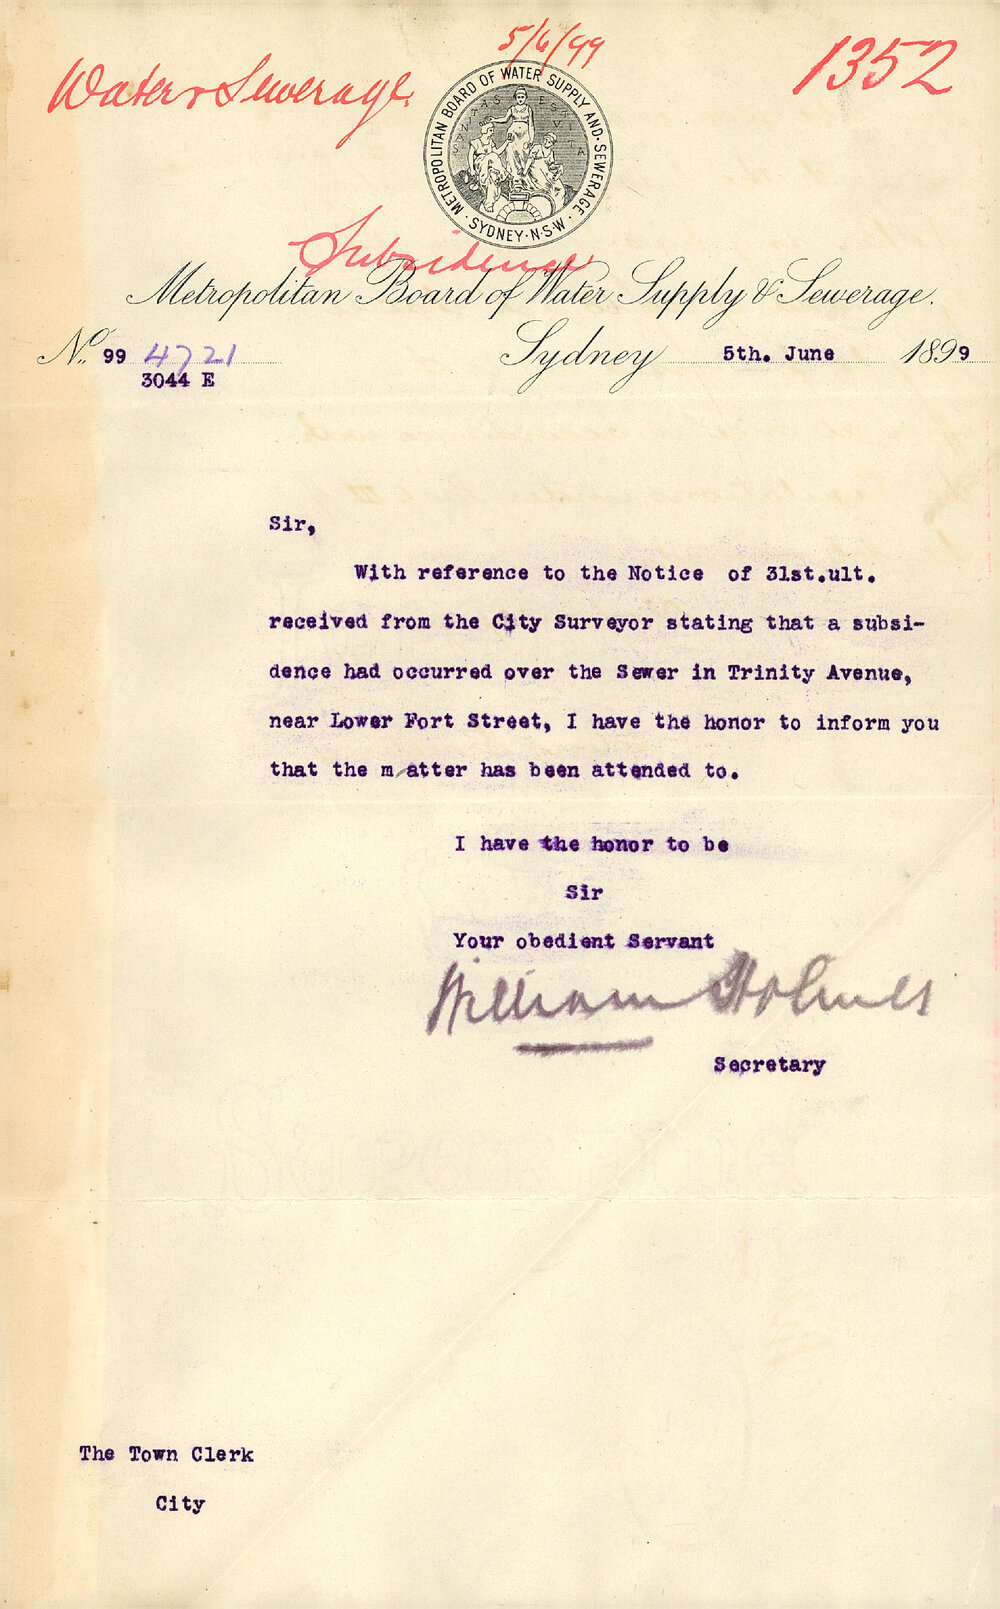 5/6/99
1352
Water & Sewerage
METROPOLITAN BOARD OF WATER SUPPLY AND SEWERAGE
SYDNEY N.S.W.
Subsidence
Metropolitan Board of Water Supply & Sewerage.
No. 99 4721 Sydney 5th. June 1899
3044 E
Sir,
With reference to the Notice of 31st.ult.
received from the City Surveyor stating that a subsi-
dence had occurred over the Sewer in Trinity Avenue,
near Lower Fort Street, I have the honor to inform you
that the m atter has been attended to.
I have the honor to be
Sir
Your obedient Servant
William Holmes
Secretary
The Town Clerk
City